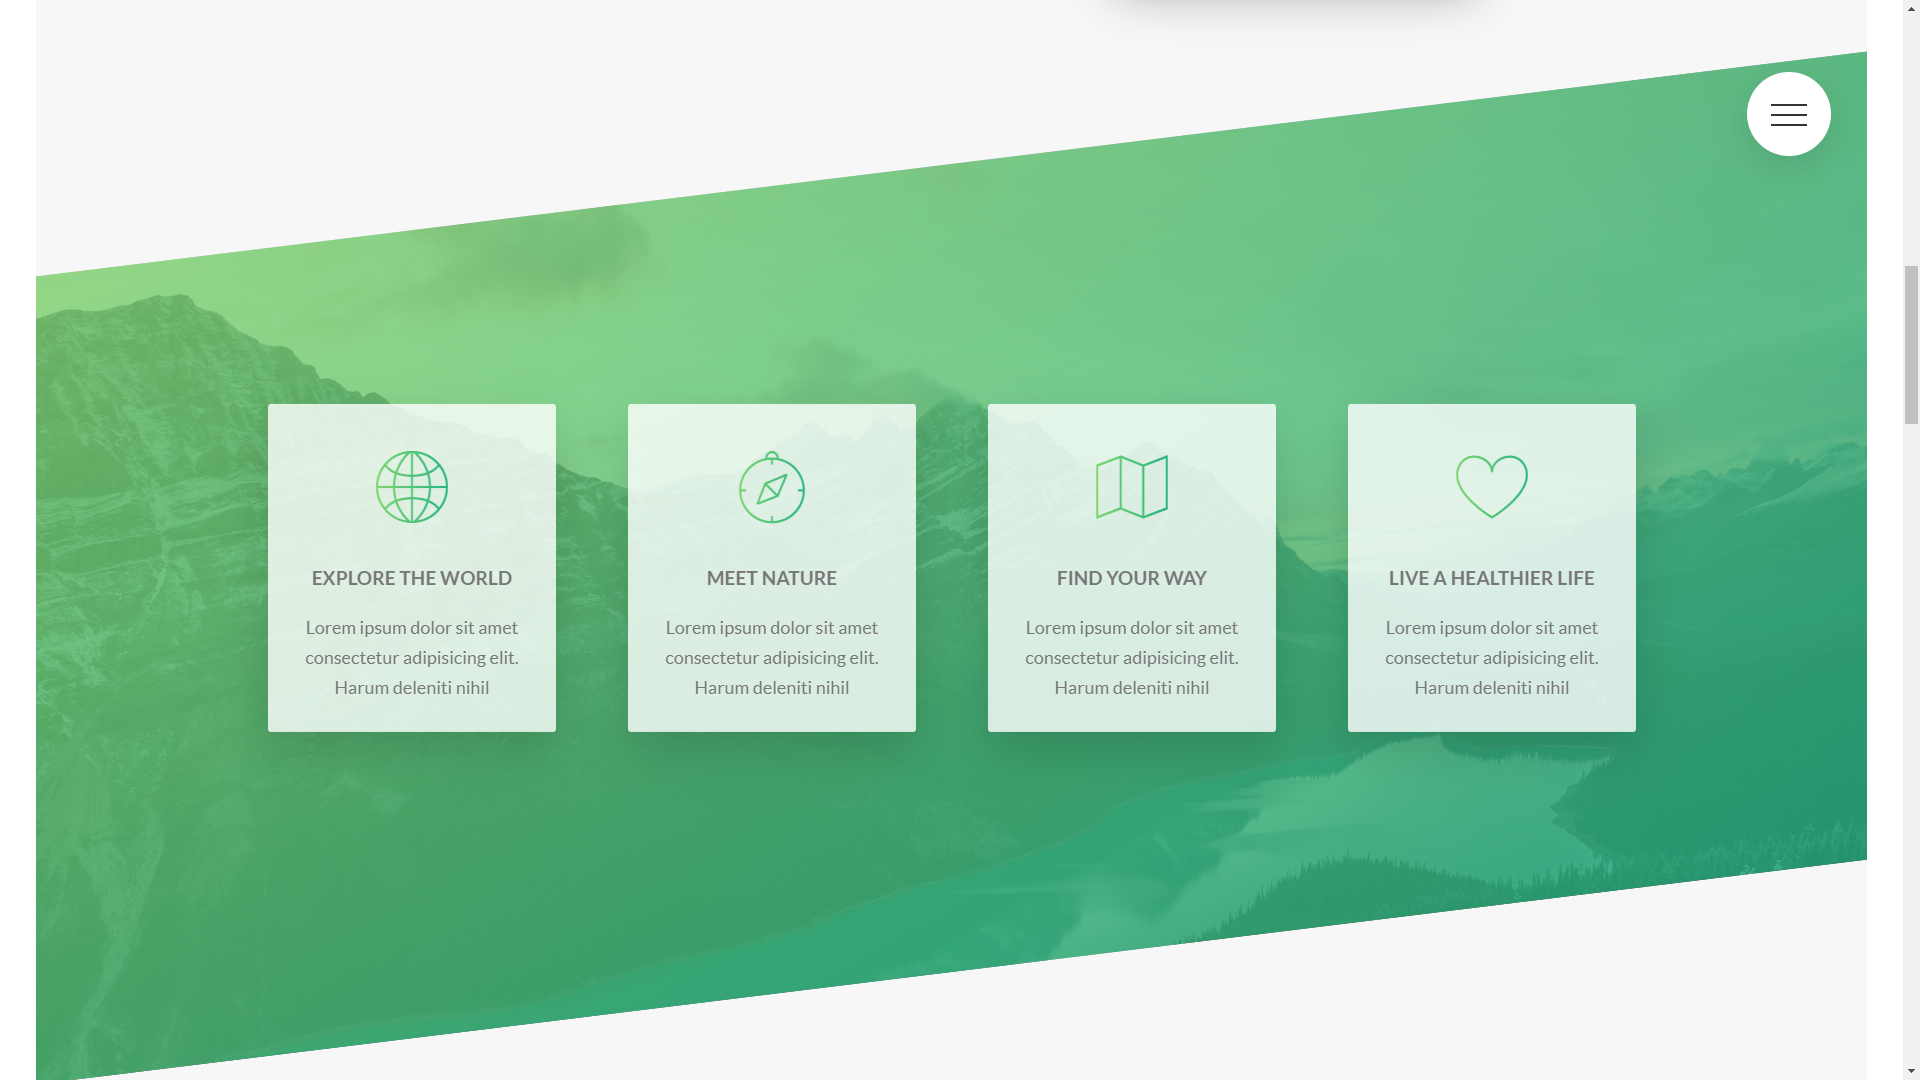 EXPLORE THE WORLD
Lorem ipsum dolor sit amet
consectetur adipisicing elit.
Harum deleniti nihil
MEET NATURE
Lorem ipsum dolor sit amet
consectetur adipisicing elit.
Harum deleniti nihil
FIND YOUR WAY
Lorem ipsum dolor sit amet
consectetur adipisicing elit.
Harum deleniti nihil
LIVE A HEALTHIER LIFE
Lorem ipsum dolor sit amet
consectetur adipisicing elit.
Harum deleniti nihil